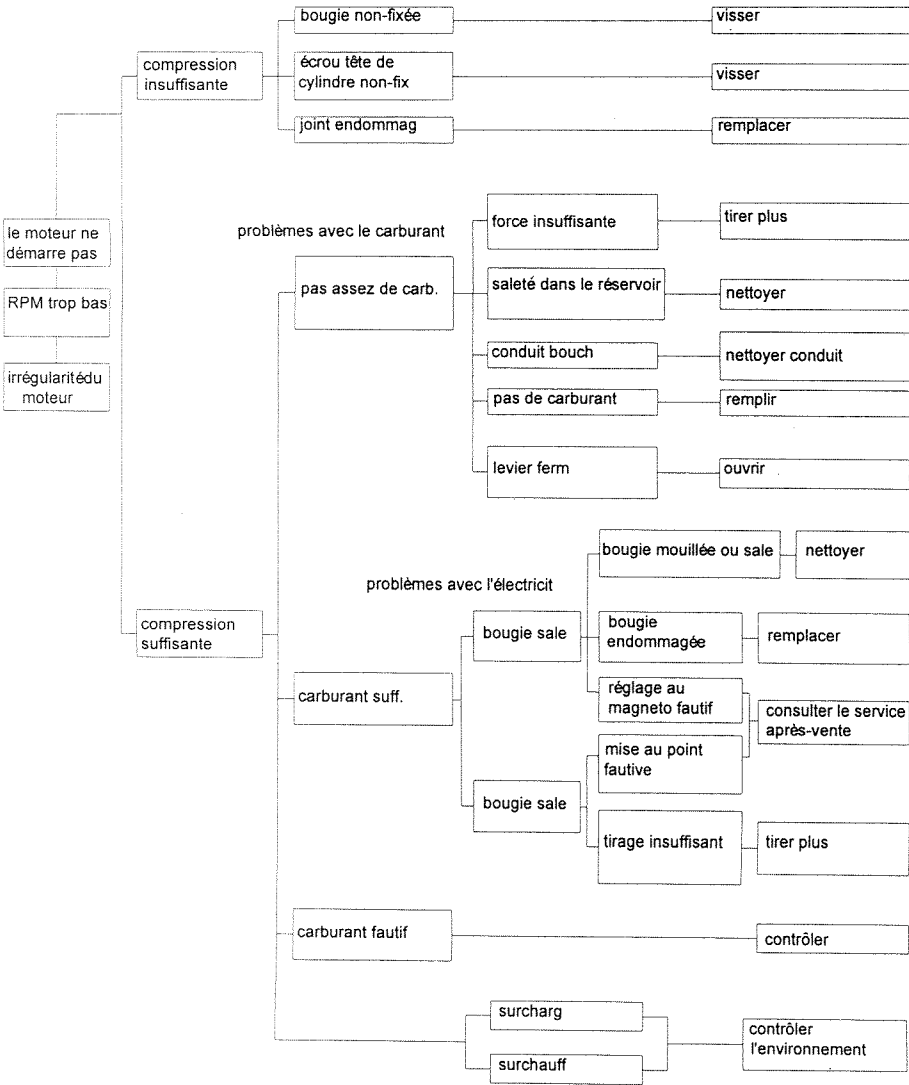 bougie non-fixée
visser
compression
insuffisante
écrou tête de
cylindre non-fix
visser
joint endommag
remplacer
le moteur ne
démarre pas
RPM trop bas
irrégularitédu
moteur
problèmes avec le carburant
pas assez de carb.
force insuffisante
tirer plus
saleté dans le réservoir
nettoyer
conduit bouch
nettoyer conduit
pas de carburant
remplir
levier ferm
ouvrir
compression
suffisante
problèmes avec l'électricit
carburant suff.
bougie sale
bougie mouillée ou sale
nettoyer
bougie
endommagée
remplacer
réglage au
magneto fautif
consulter le service
après-vente
bougie sale
mise au point
fautive
tirage insuffisant
tirer plus
carburant fautif
contrôler
surcharg
surchauff
contrôler
l'environnement